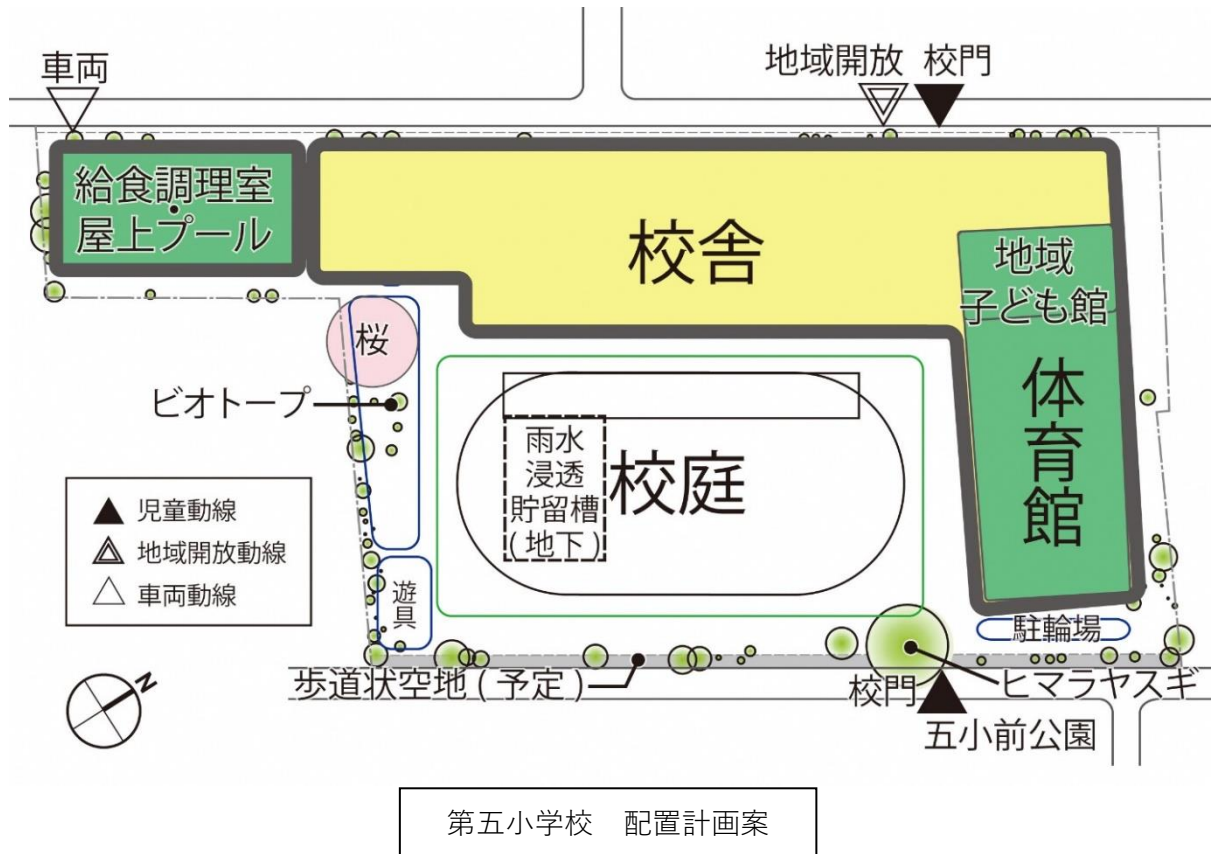 車両
地域開放 校門
給食調理室
・
屋上プール
校舎
地域
子ども館
桜
体育館
ビオトープ
雨水
浸透
貯留槽
(地下)
校庭
▲ 児童動線
地域開放動線
△ 車両動線
遊具
駐輪場
歩道状空地(予定)
校門
ヒマラヤスギ
五小前公園
N
第五小学校 配置計画案